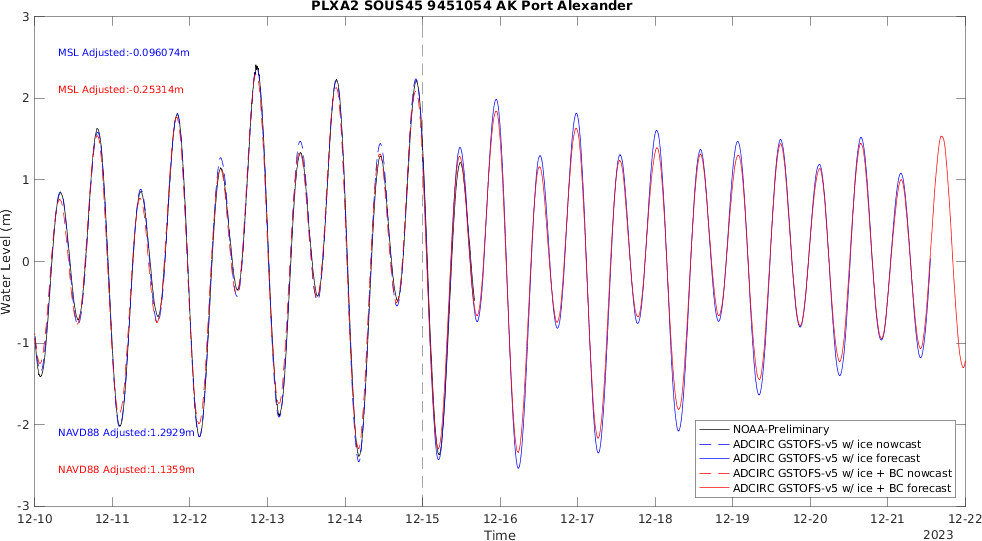 PLXA2 SOUS45 9451054 AK Port Alexander
3
2
1
0
-1
-2
-3
Water Level (m)
MSL Adjusted:-0.096074m
MSL Adjusted:-0.25314m
NAVD88 Adjusted:1.2929m
NAVD88 Adjusted:1.1359m
NOAA-Preliminary
ADCIRC GSTOFS-v5 w/ ice nowcast
ADCIRC GSTOFS-v5 w/ ice forecast
ADCIRC GSTOFS-v5 w/ ice + BC nowcast
ADCIRC GSTOFS-v5 w/ ice + BC forecast
12-10 12-11 12-12 12-13 12-14 12-15 12-16 12-17 12-18 12-19 12-20 12-21 12-22
Time
2023